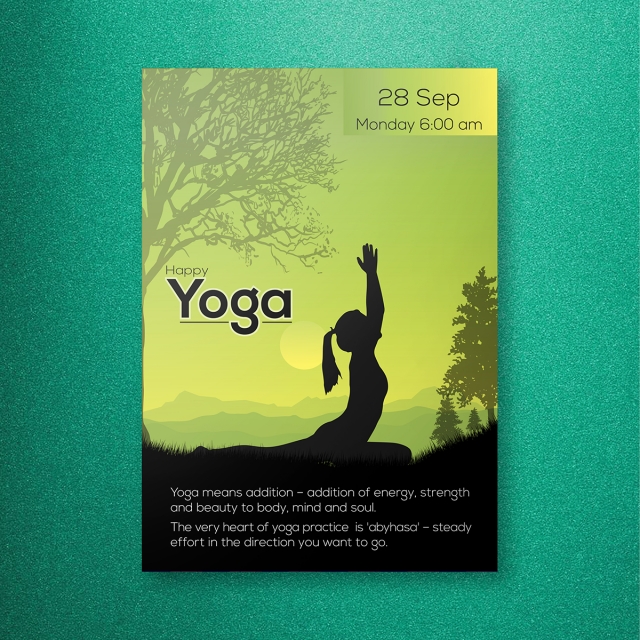 28 Sep
Monday 6:00 am
Happy
Yoga
Yoga means addition – addition of energy, strength
and beauty to body, mind and soul.
The very heart of yoga practice is 'abyhasa' – steady
effort in the direction you want to go.